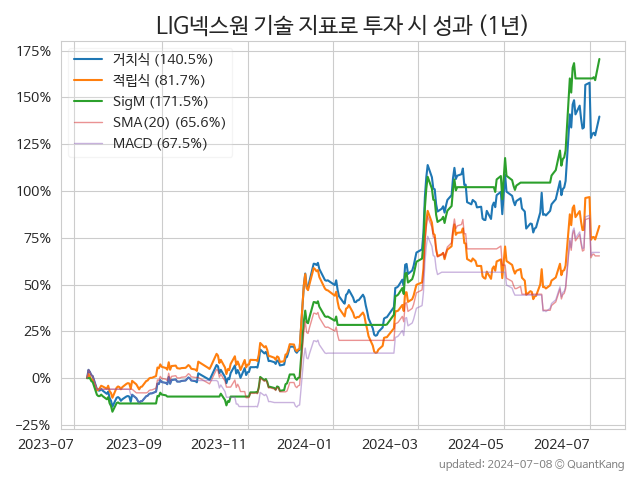 LIG넥스원 기술 지표로 투자 시 성과 (1년)
175%
150%
125%
100%
75%
50%
25%
0%
−25%
거치식 (140.5%)
적립식 (81.7%)
SigM (171.5%)
SMA(20) (65.6%)
MACD (67.5%)
2023-07 2023-09 2023-11 2024-01 2024-03 2024-05 2024-07
updated: 2024-07-08 ⓒ QuantKang